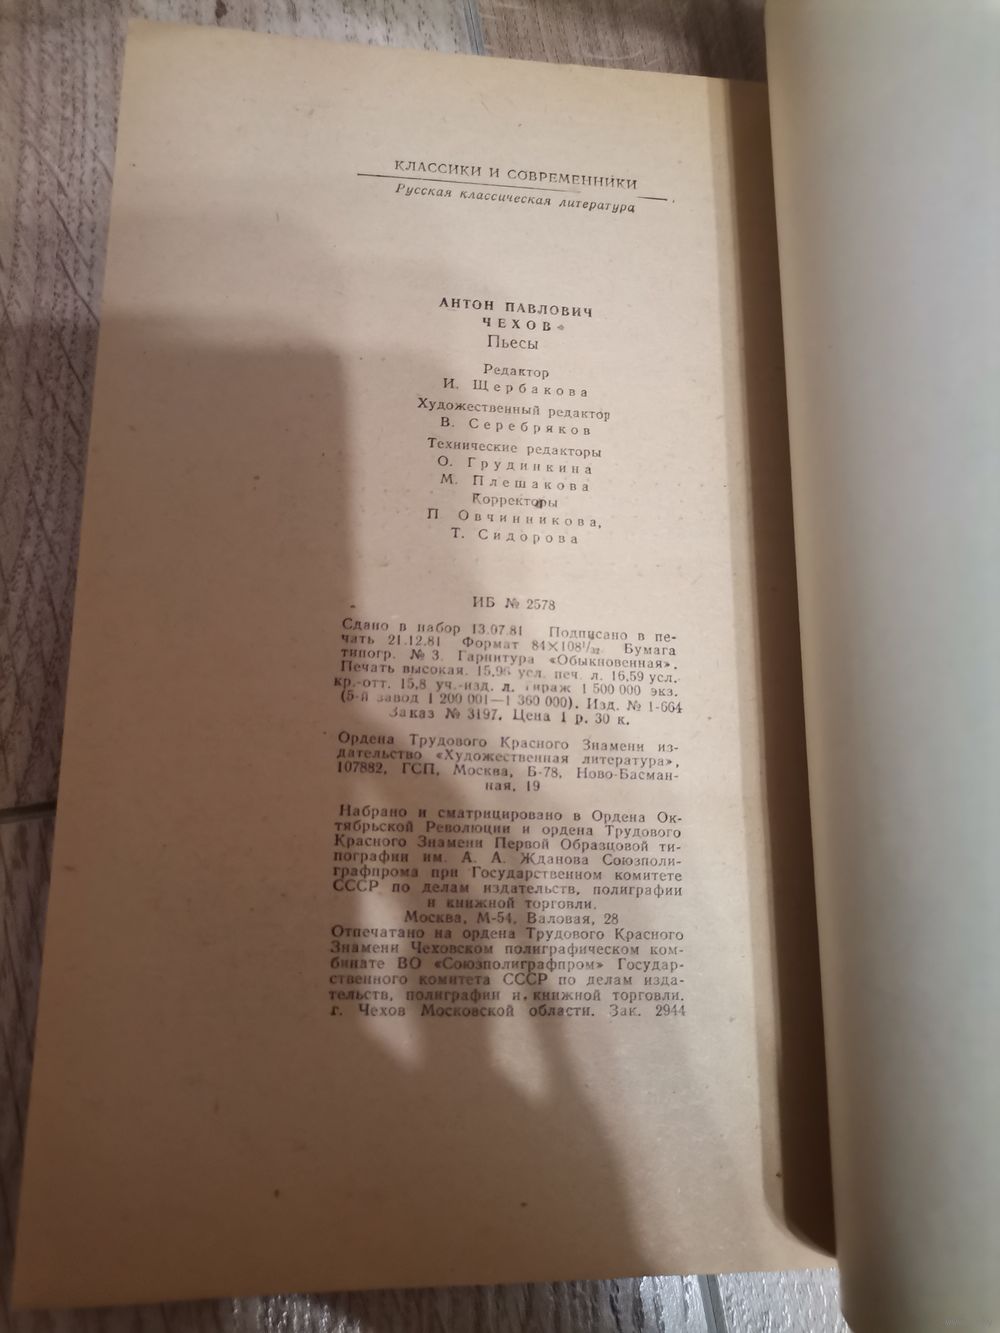 КЛАССИКИ И СОВРЕМЕННИКИ
Русская классическая литература
АНТОН ПАВЛОВИЧ
ЧЕХОВ
Пьесы
Редактор
И. Щербакова
Художественный редактор
В. Серебряков
Технические редакторы
О. Грудинкина
М. Плешакова
Корректоры
П Овчинникова,
Т. Сидорова
ИБ № 2578
Сдано в набор 13.07.81 Подписано в пе-
чать 21.12.81 Формат 84×108¹/₃₂ Бумага
типогр. № 3. Гарнитура «Обыкновенная».
Печать высокая. 15,96 усл. печ. л. 16,59 усл.
кр.-отт. 15,8 уч.-изд. л. Тираж 1 500 000 экз.
(5-й завод 1 200 001—1 360 000). Изд. № 1-664
Заказ № 3197. Цена 1 р. 30 к.
Ордена Трудового Красного Знамени из-
дательство «Художественная литература».
107882, ГСП, Москва, Б-78, Ново-Басман-
ная, 19
Набрано и сматрицировано в Ордена Ок-
тябрьской Революции и ордена Трудового
Красного Знамени Первой Образцовой ти-
пографии им. А. А. Жданова Союзполи-
графпрома при Государственном комитете
СССР по делам издательств, полиграфии
и книжной торговли.
Москва, М-54, Валовая, 28
Отпечатано на ордена Трудового Красного
Знамени Чеховском полиграфическом ком-
бинате ВО «Союзполиграфпром» Государ-
ственного комитета СССР по делам изда-
тельств, полиграфии и книжной торговли.
г. Чехов Московской области. Зак. 2944